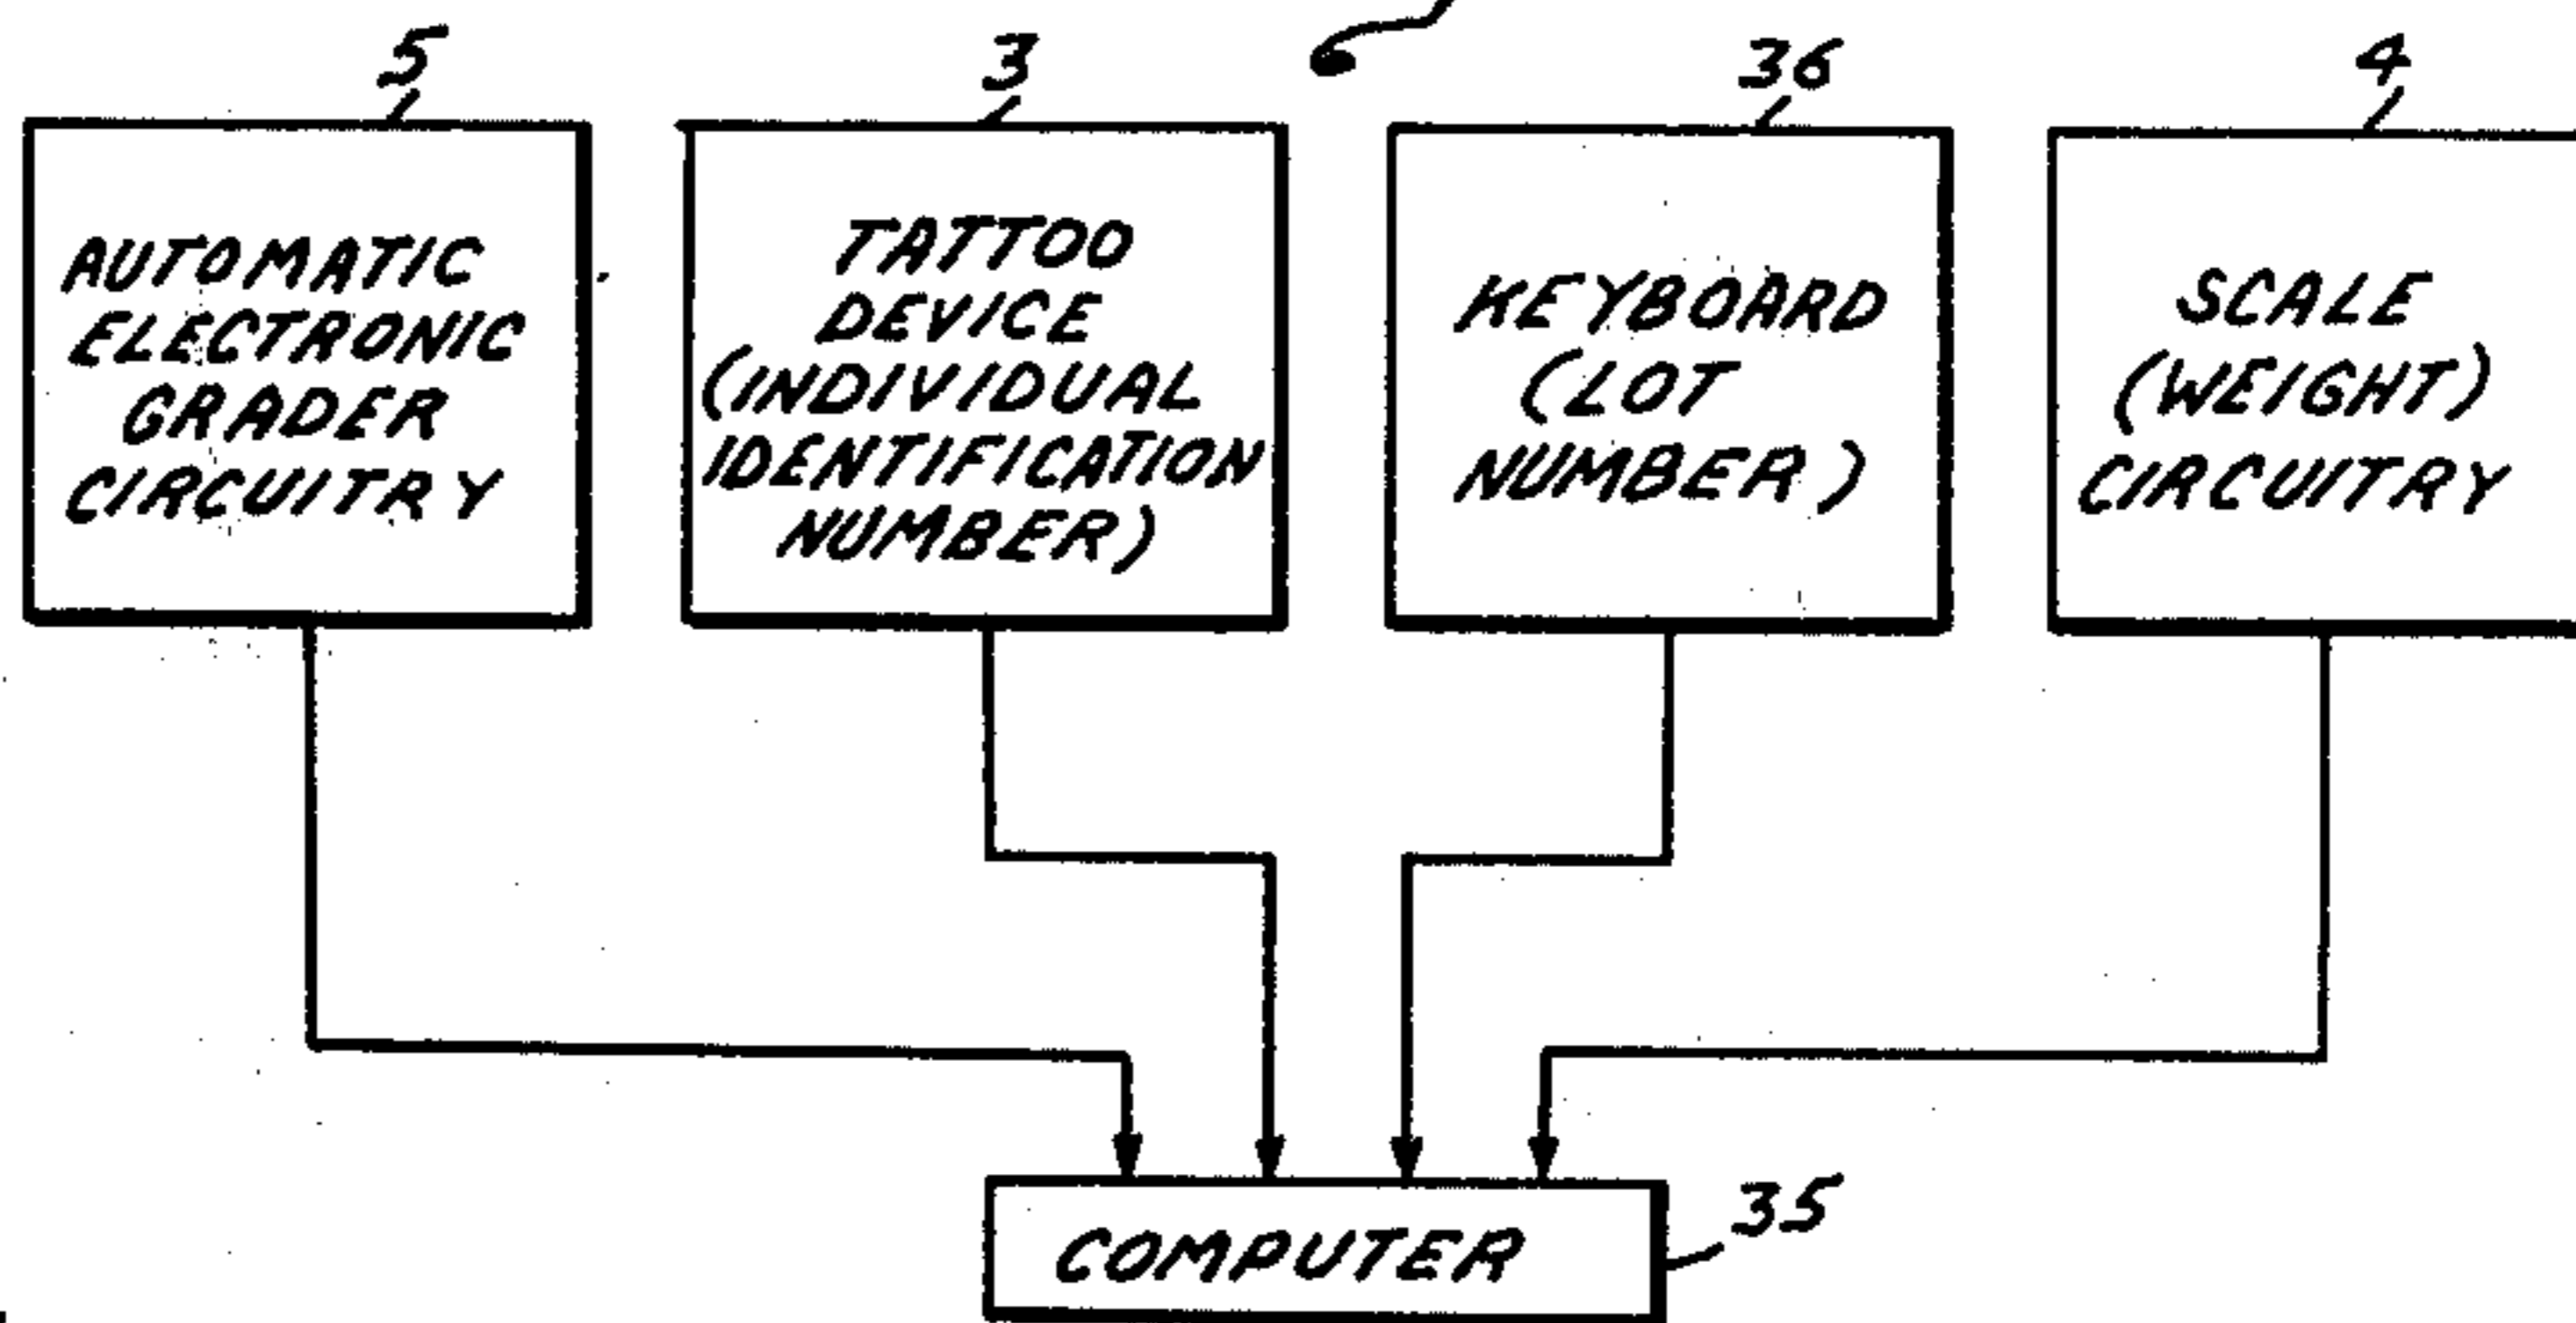 5
3
6
36
4
AUTOMATIC
ELECTRONIC
GRADER
CIRCUITRY
TATTOO
DEVICE
(INDIVIDUAL
IDENTIFICATION
NUMBER)
KEYBOARD
(LOT
NUMBER)
SCALE
(WEIGHT)
CIRCUITRY
COMPUTER
35